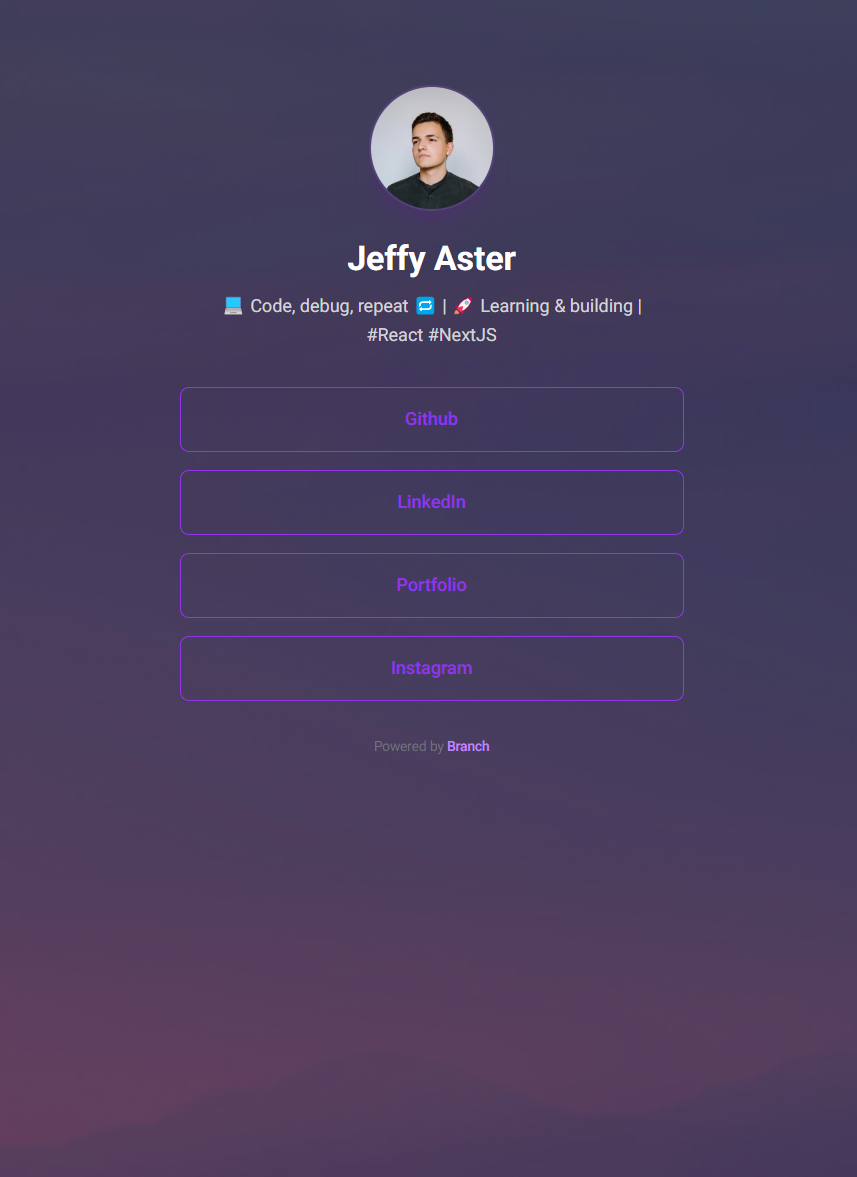 Jeffy Aster
💻 Code, debug, repeat 🔁 | 🚀 Learning & building |
#React #NextJS
Github
LinkedIn
Portfolio
Instagram
Powered by Branch